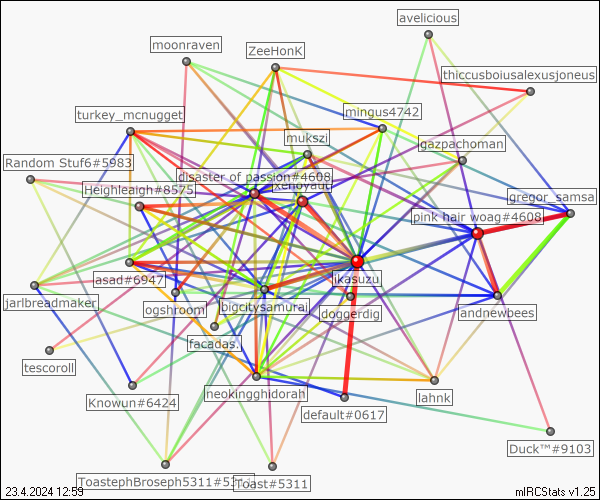 avelicious
moonraven
ZeeHonK
thiccusboiusalexusjoneus
turkey_mcnugget
mingus4742
mukszi
gazpachoman
Random Stuf6#5983
disaster of passion#4608
Heighleaigh#8575
xenoyaut
gregor_samsa
pink hair woag#4608
asad#6947
ikasuzu
jarlbreadmaker
ogshroom
bigcitysamurai
doggerdig
andnewbees
facadas.
tescoroll
neokingghidorah
lahnk
Knowun#6424
default#0617
Duck™#9103
ToastephBroseph5311#5311
Toast#5311
23.4.2024 12:59
mIRCStats v1.25